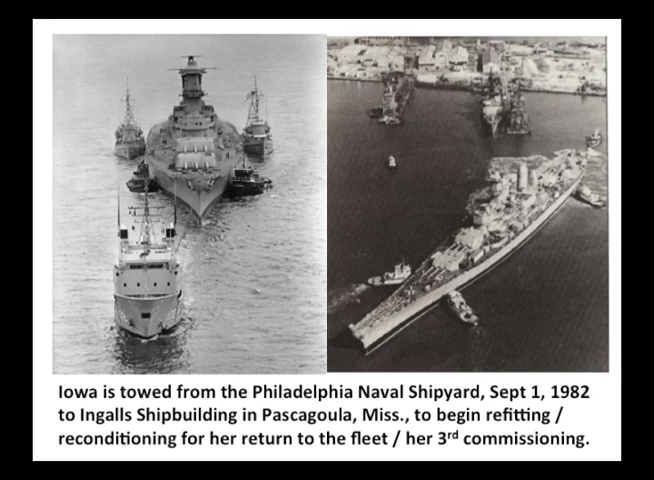 Iowa is towed from the Philadelphia Naval Shipyard, Sept 1, 1982
to Ingalls Shipbuilding in Pascagoula, Miss., to begin refitting /
reconditioning for her return to the fleet / her 3rd commissioning.